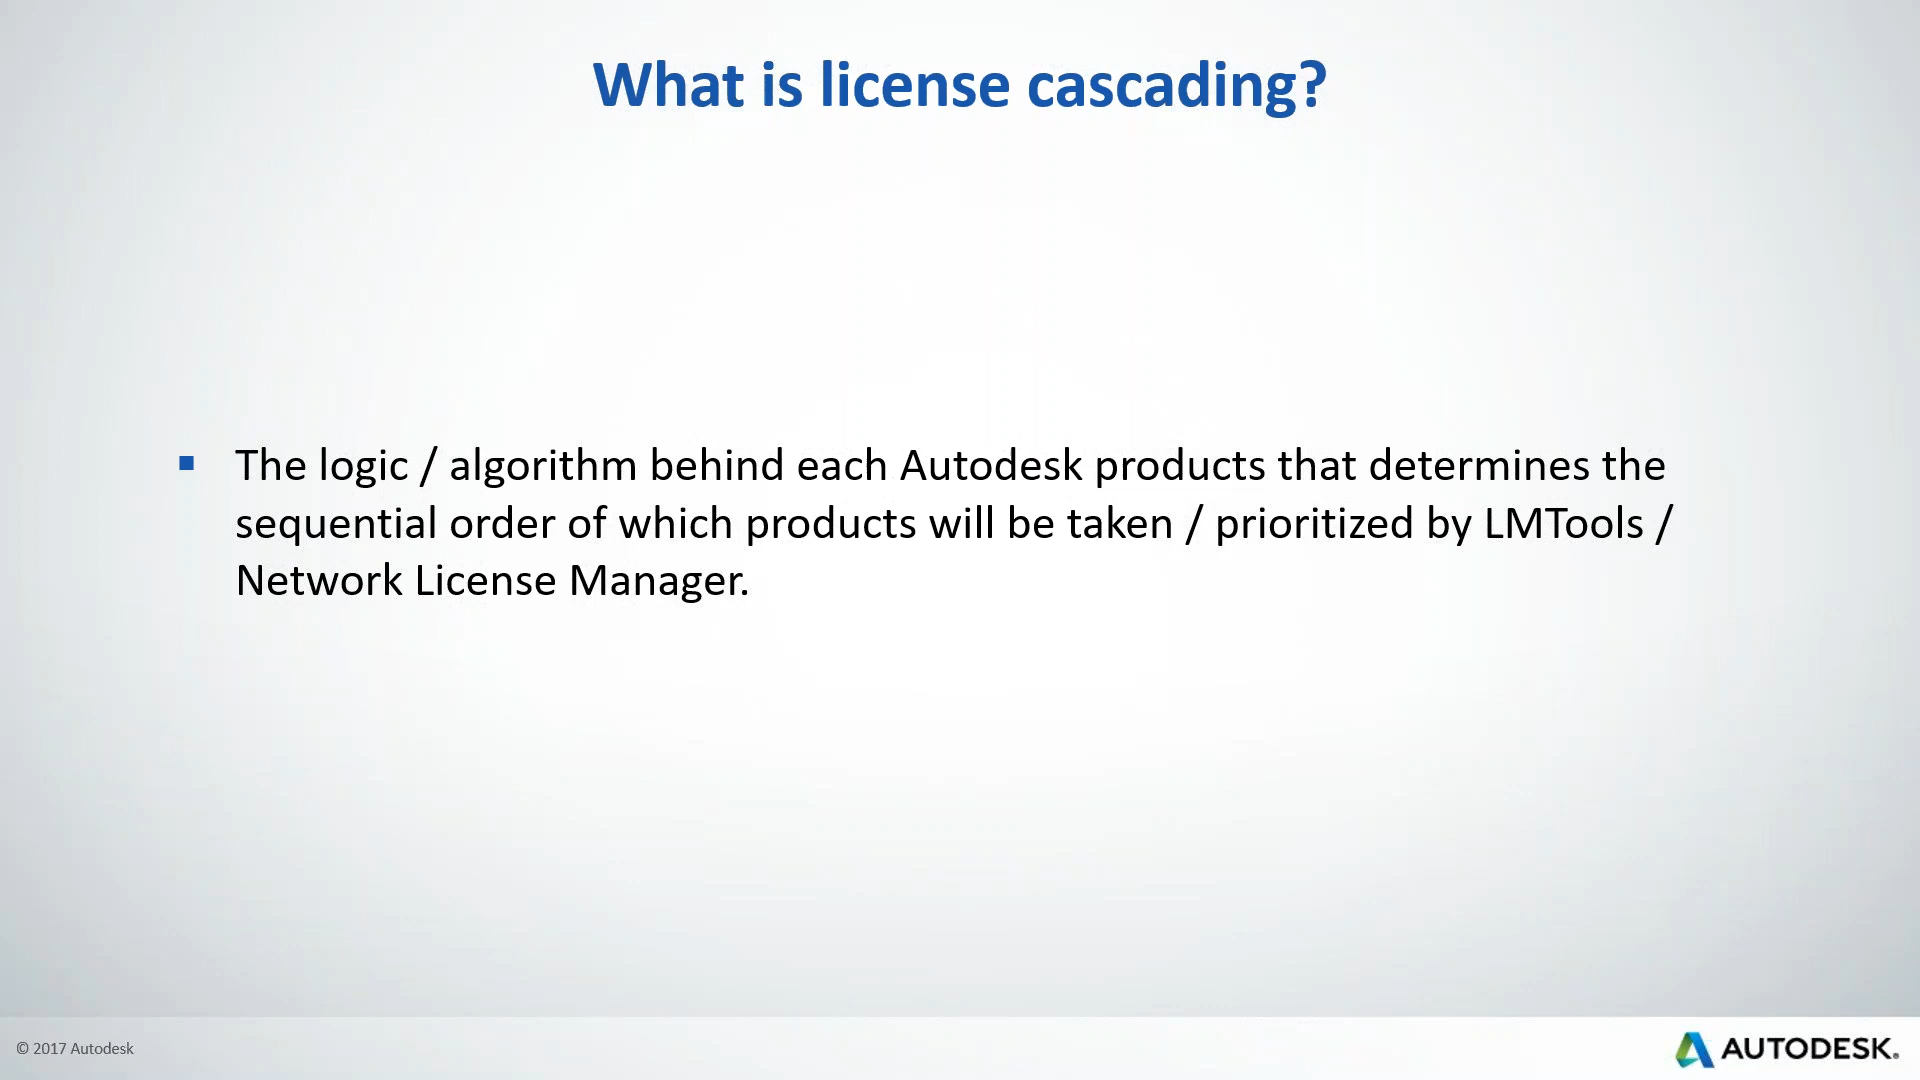 What is license cascading?
▪ The logic / algorithm behind each Autodesk products that determines the
sequential order of which products will be taken / prioritized by LMTools /
Network License Manager.
© 2017 Autodesk
AUTODESK®